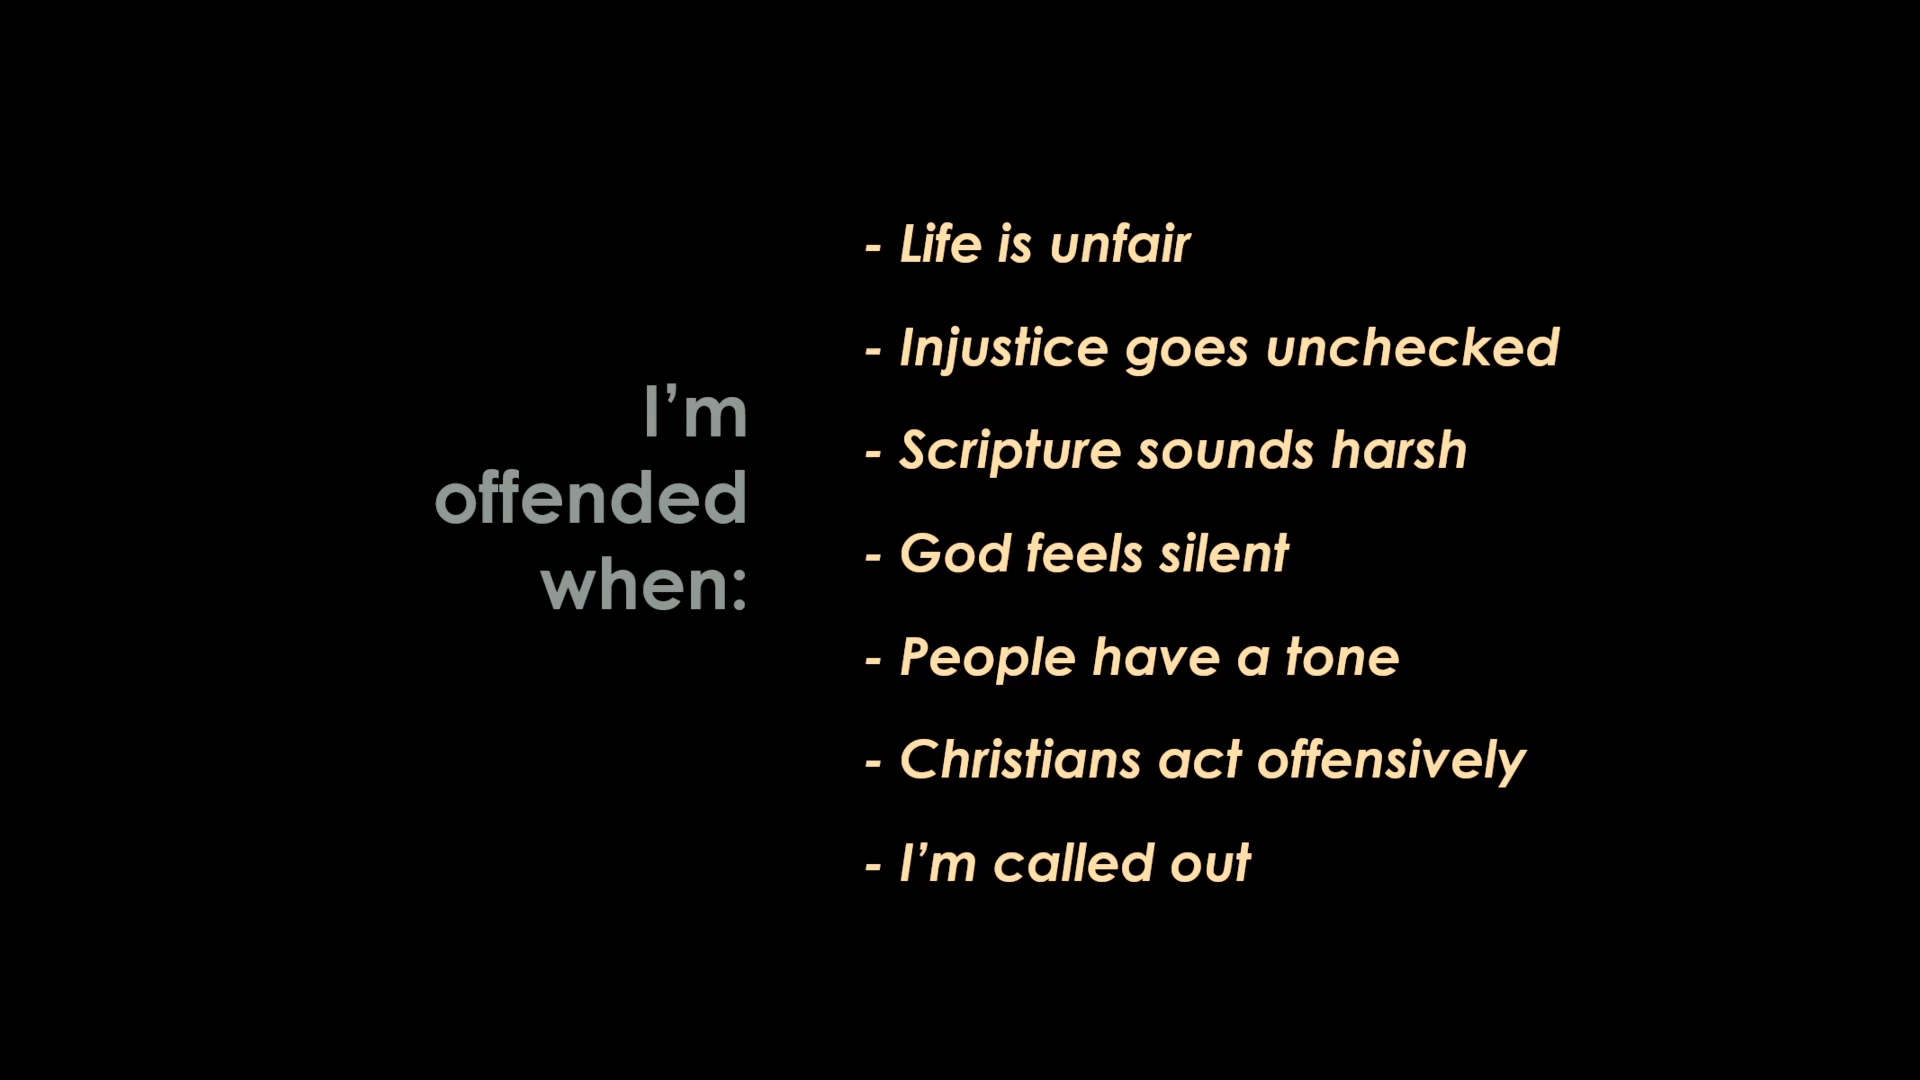 I’m
offended
when:
- Life is unfair
- Injustice goes unchecked
- Scripture sounds harsh
- God feels silent
- People have a tone
- Christians act offensively
- I’m called out